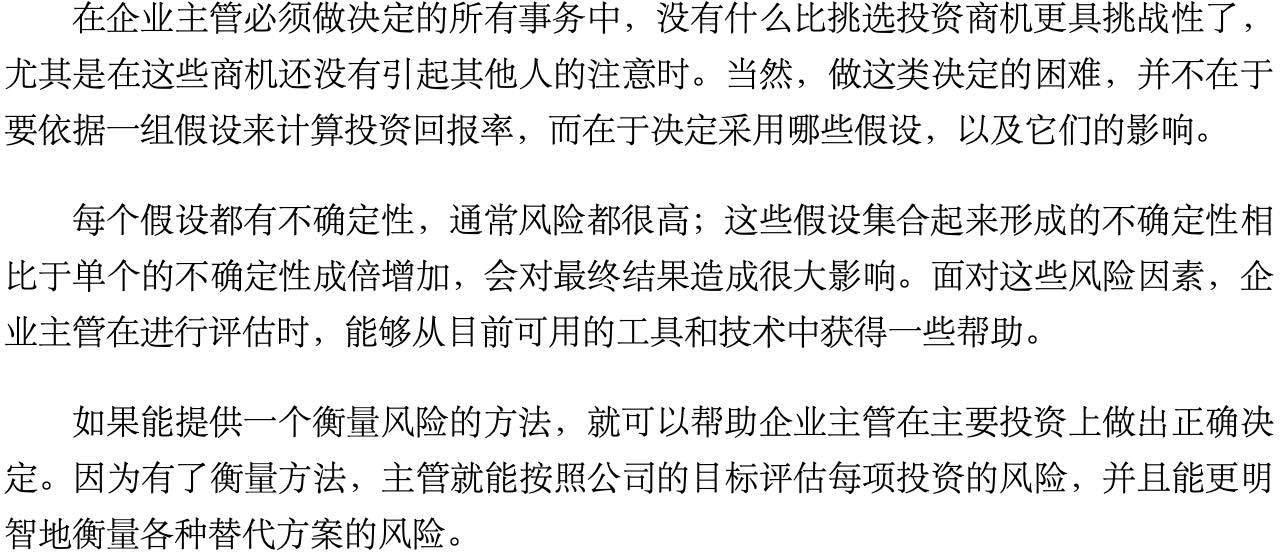 在企业主管必须做决定的所有事务中，没有什么比挑选投资商机更具挑战性了，
尤其是在这些商机还没有引起其他人的注意时。当然，做这类决定的困难，并不在于
要依据一组假设来计算投资回报率，而在于决定采用哪些假设，以及它们的影响。
每个假设都有不确定性，通常风险都很高；这些假设集合起来形成的不确定性相
比于单个的不确定性成倍增加，会对最终结果造成很大影响。面对这些风险因素，企
业主管在进行评估时，能够从目前可用的工具和技术中获得一些帮助。
如果能提供一个衡量风险的方法，就可以帮助企业主管在主要投资上做出正确决
定。因为有了衡量方法，主管就能按照公司的目标评估每项投资的风险，并且能更明
智地衡量各种替代方案的风险。